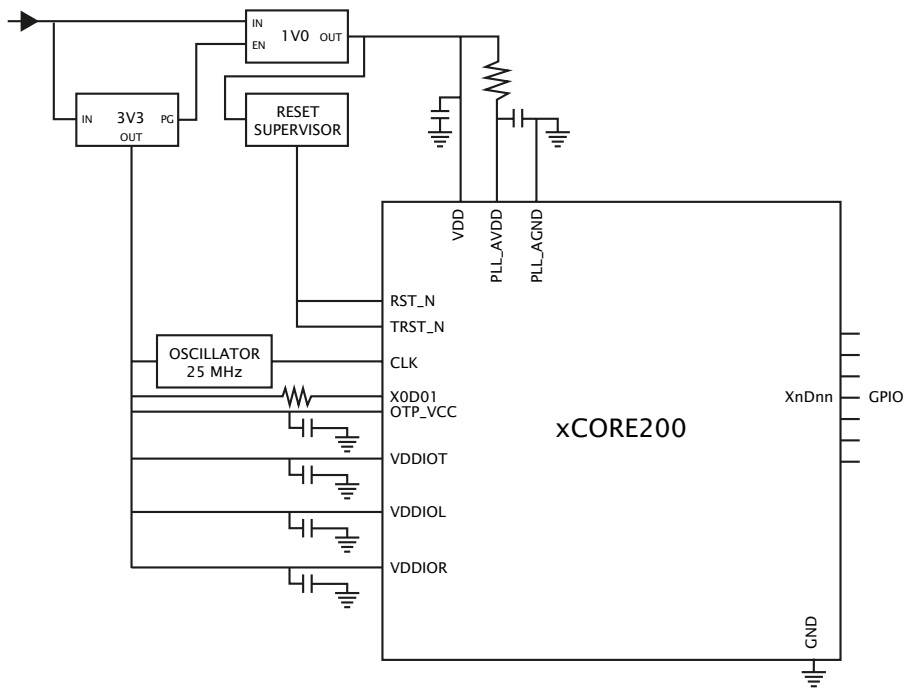 IN
1V0 OUT
EN
IN 3V3 PG
OUT
RESET
SUPERVISOR
VDD
PLL_AVDD
PLL_AGND
RST_N
TRST_N
OSCILLATOR
25 MHz
CLK
X0D01
OTP_VCC
XnDnn GPIO
xCORE200
VDDIOT
VDDIOL
VDDIOR
GND